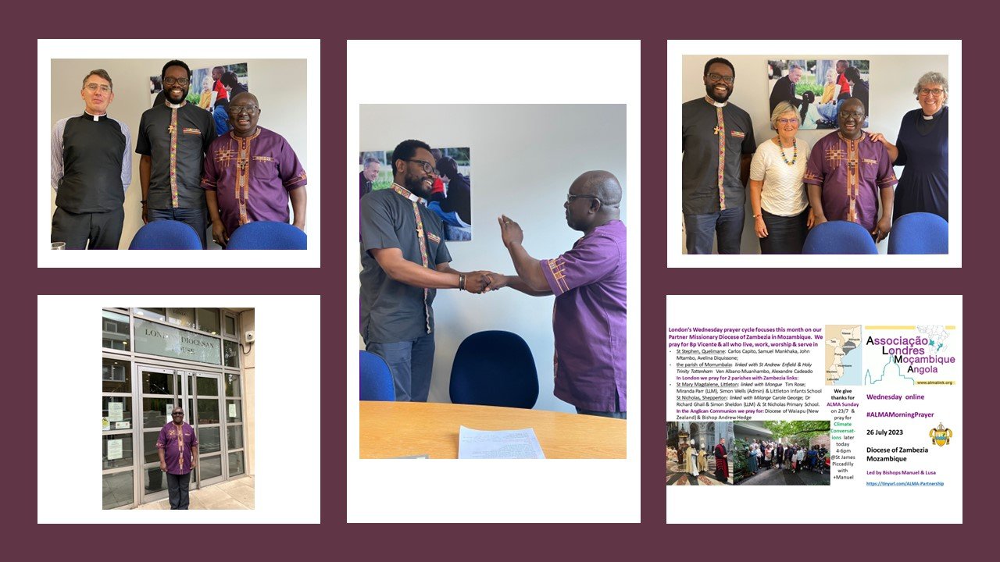 LONDON DIOCESAN
HOUSE
London's Wednesday prayer cycle focuses this month on our
Partner Missionary Diocese of Zambezia in Mozambique. We
pray for Bp Vicente & all who live, work, worship & serve in
• St Stephen, Quelimane: Carlos Capito, Samuel Mankhaka, John
Mtambo, Avelina Diquissone;
• the parish of Morrumbala: linked with St Andrew Enfield & Holy
Trinity Tottenham Ven Albano Muanhambo, Alexandre Cadeado
In London we pray for 2 parishes with Zambezia links:
• St Mary Magdalene, Littleton: linked with Mongue Tim Rose;
Miranda Parr (LLM), Simon Wells (Admin) & Littleton Infants School
• St Nicholas, Shepperton: linked with Milange Carole George; Dr
Richard Ghail & Simon Sheldon (LLM) & St Nicholas Primary School.
In the Anglican Communion we pray for: Diocese of Waiapu (New
Zealand) & Bishop Andrew Hedge
We give
thanks for
ALMA Sunday
on 23/7 &
pray for
Climate
Conversat-
ions later
today
4-6pm
@St James
Piccadilly
with
+Manuel
Associação
Londres
Moçambique
Angola
www.almalink.org
Wednesday online
#ALMAMorningPrayer
26 July 2023
Diocese of Zambezia
Mozambique
Led by Bishops Manuel & Lusa
https://tinyurl.com/ALMA-Partnership